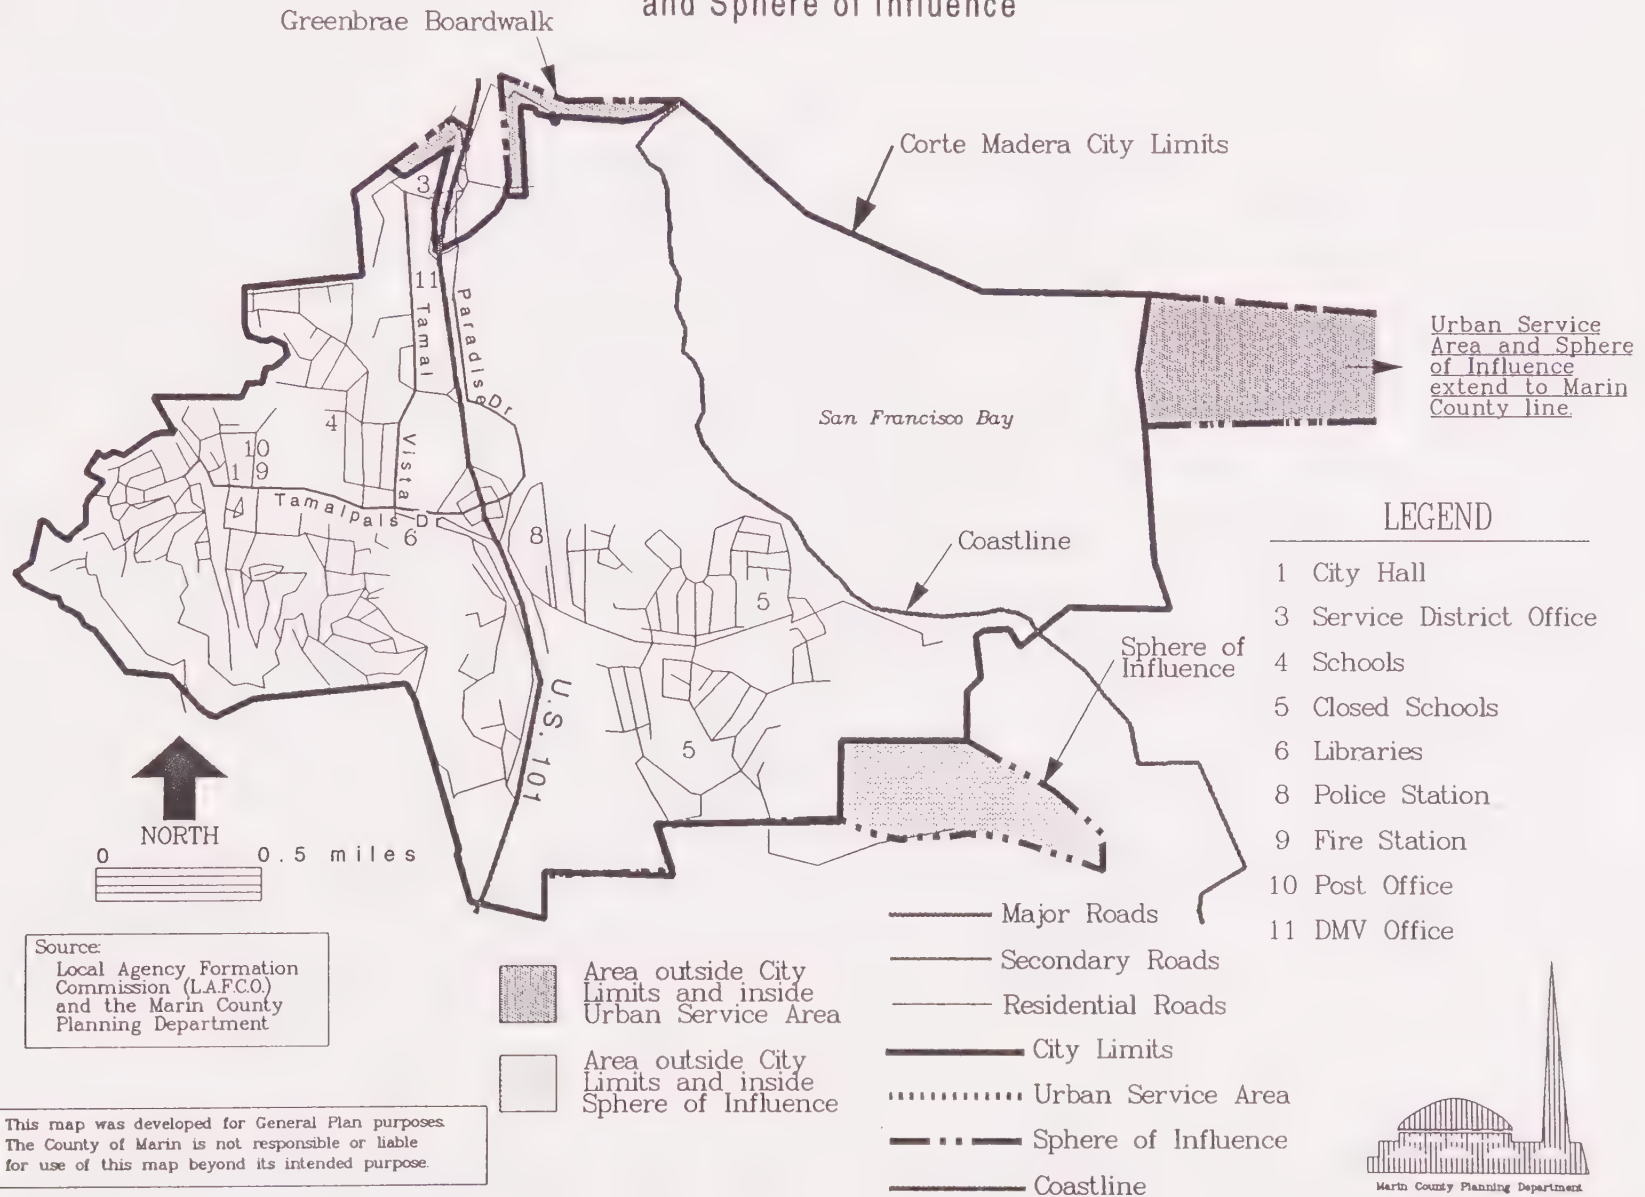 and Sphere of Influence
Greenbrae Boardwalk
Corte Madera City Limits
3
11
Tamal
Vista
Paradise Dr
Urban Service
Area and Sphere
of Influence
extend to Marin
County line.
San Francisco Bay
4
10
1 9
Tamalpais Dr
6
8
5
Coastline
Sphere of
Influence
U.S. 101
5
NORTH
0 0.5 miles
LEGEND
1 City Hall
3 Service District Office
4 Schools
5 Closed Schools
6 Libraries
8 Police Station
9 Fire Station
10 Post Office
11 DMV Office
Source:
Local Agency Formation
Commission (L.A.F.C.O.)
and the Marin County
Planning Department
Area outside City
Limits and inside
Urban Service Area
Area outside City
Limits and inside
Sphere of Influence
Major Roads
Secondary Roads
Residential Roads
City Limits
Urban Service Area
Sphere of Influence
Coastline
This map was developed for General Plan purposes.
The County of Marin is not responsible or liable
for use of this map beyond its intended purpose.
Marin County Planning Department